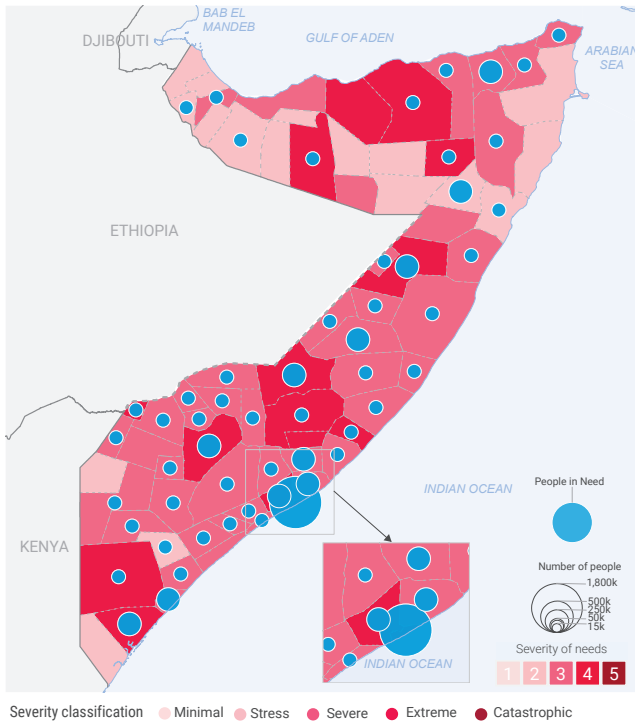 BAB EL
MANDEB
DJIBOUTI
GULF OF ADEN
ARABIAN
SEA
ETHIOPIA
INDIAN OCEAN
KENYA
INDIAN OCEAN
People in Need
Number of people
1,800k
500k
250k
50k
15k
Severity of needs
1 2 3 4 5
Severity classification Minimal Stress Severe Extreme Catastrophic